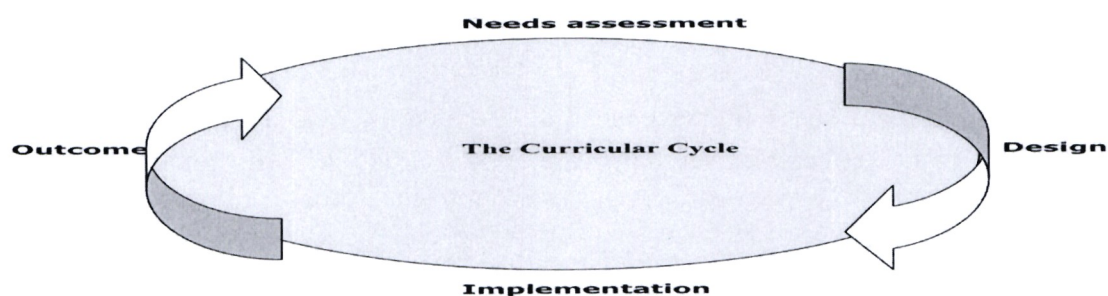 Needs assessment
Outcome
The Curricular Cycle
Design
Implementation